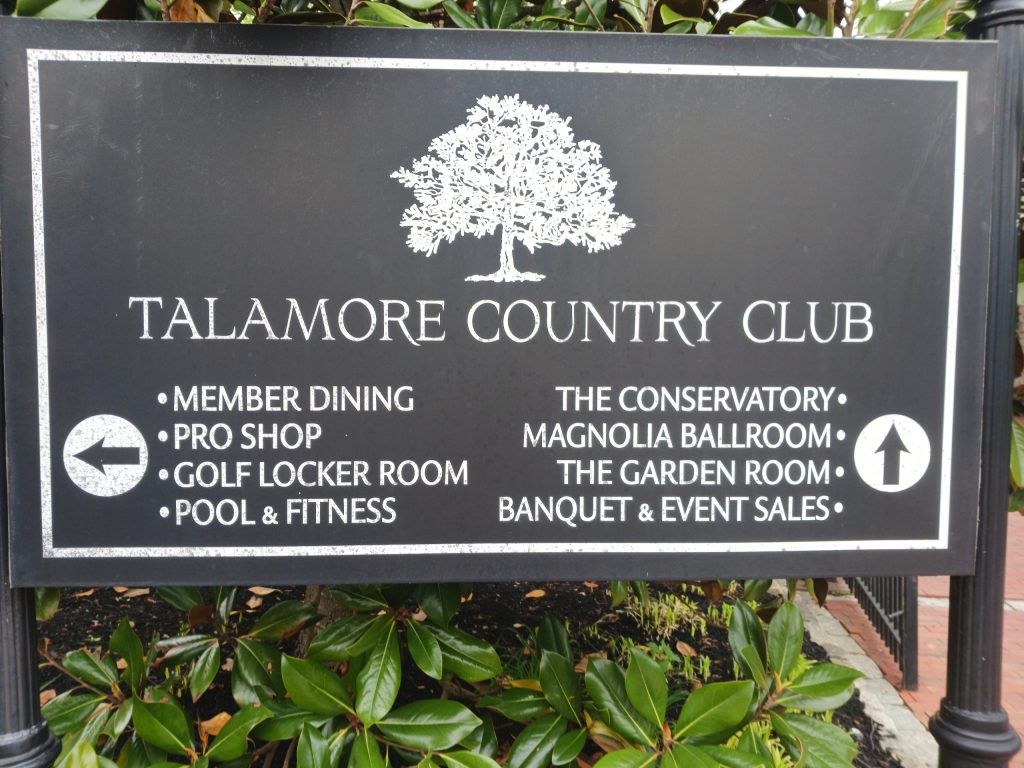 TALAMORE COUNTRY CLUB
• MEMBER DINING
• PRO SHOP
• GOLF LOCKER ROOM
• POOL & FITNESS
THE CONSERVATORY •
MAGNOLIA BALLROOM •
THE GARDEN ROOM •
BANQUET & EVENT SALES •